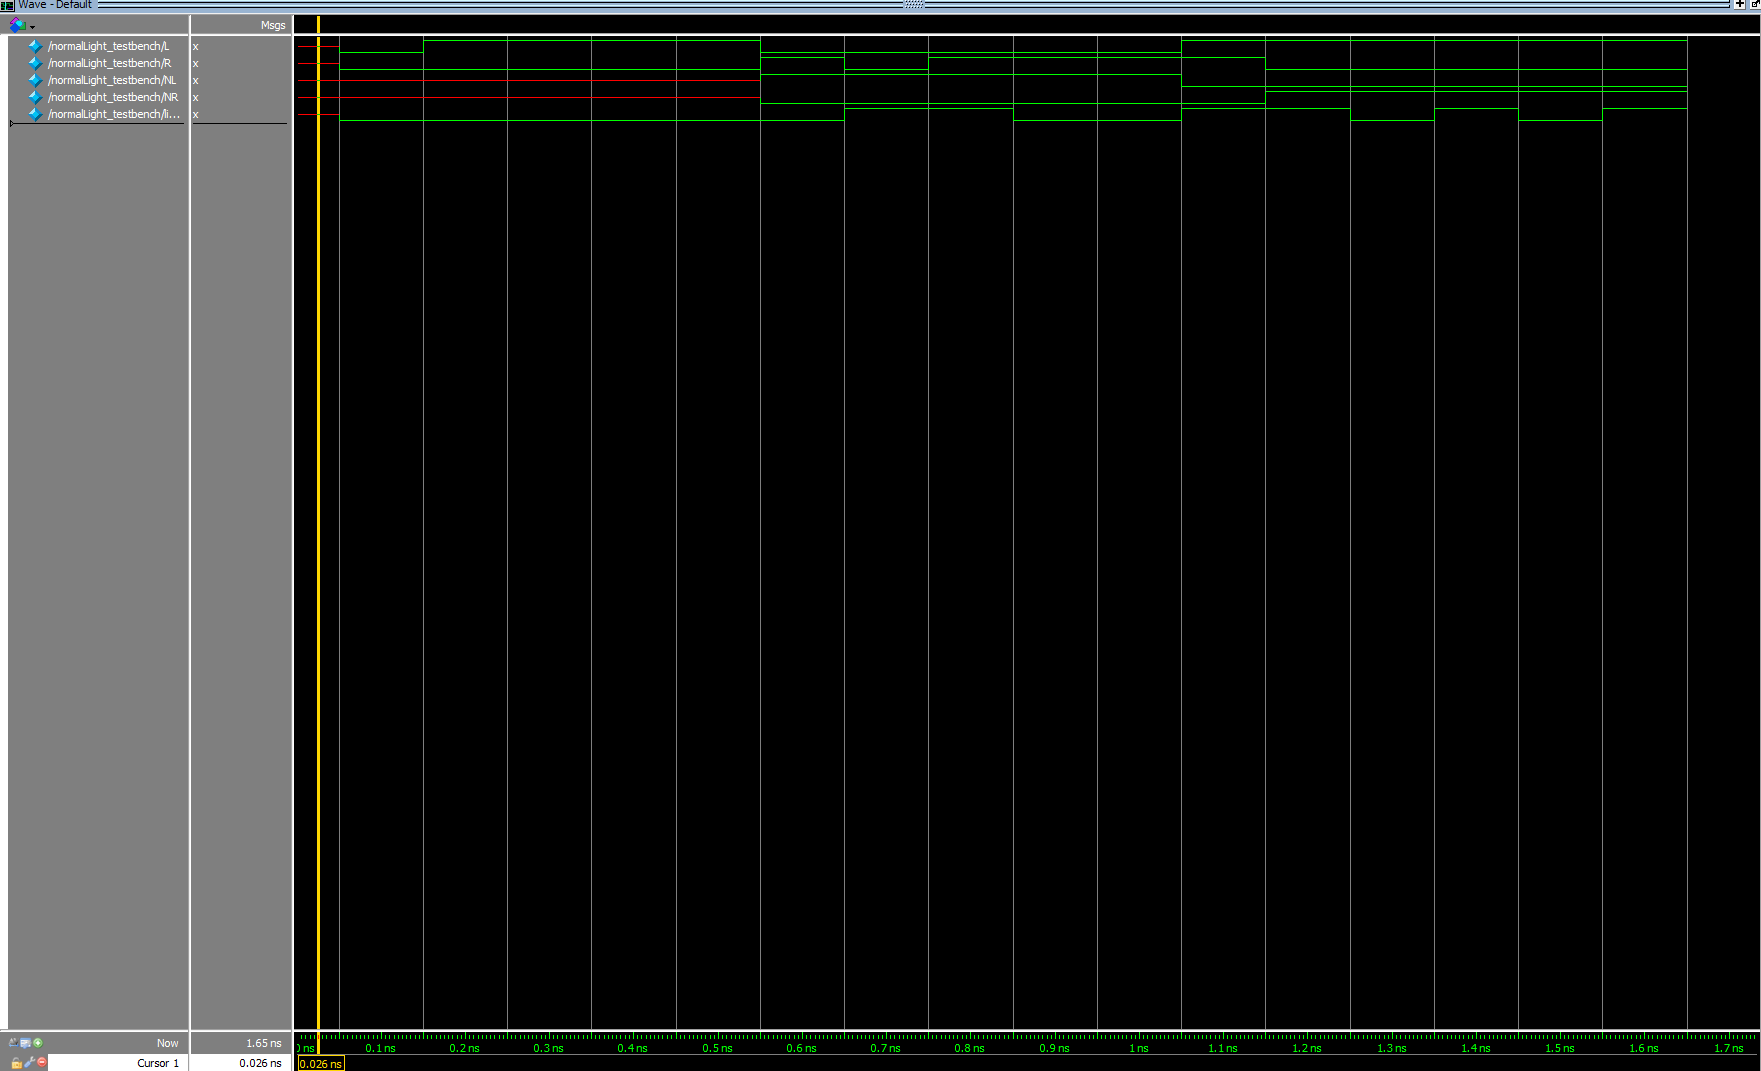 Wave - Default
Msgs
/normalLight_testbench/L x
/normalLight_testbench/R x
/normalLight_testbench/NL x
/normalLight_testbench/NR x
/normalLight_testbench/li... x
Now 1.65 ns
ns 0.1 ns 0.2 ns 0.3 ns 0.4 ns 0.5 ns 0.6 ns 0.7 ns 0.8 ns 0.9 ns 1 ns 1.1 ns 1.2 ns 1.3 ns 1.4 ns 1.5 ns 1.6 ns 1.7 ns
Cursor 1 0.026 ns 0.026 ns